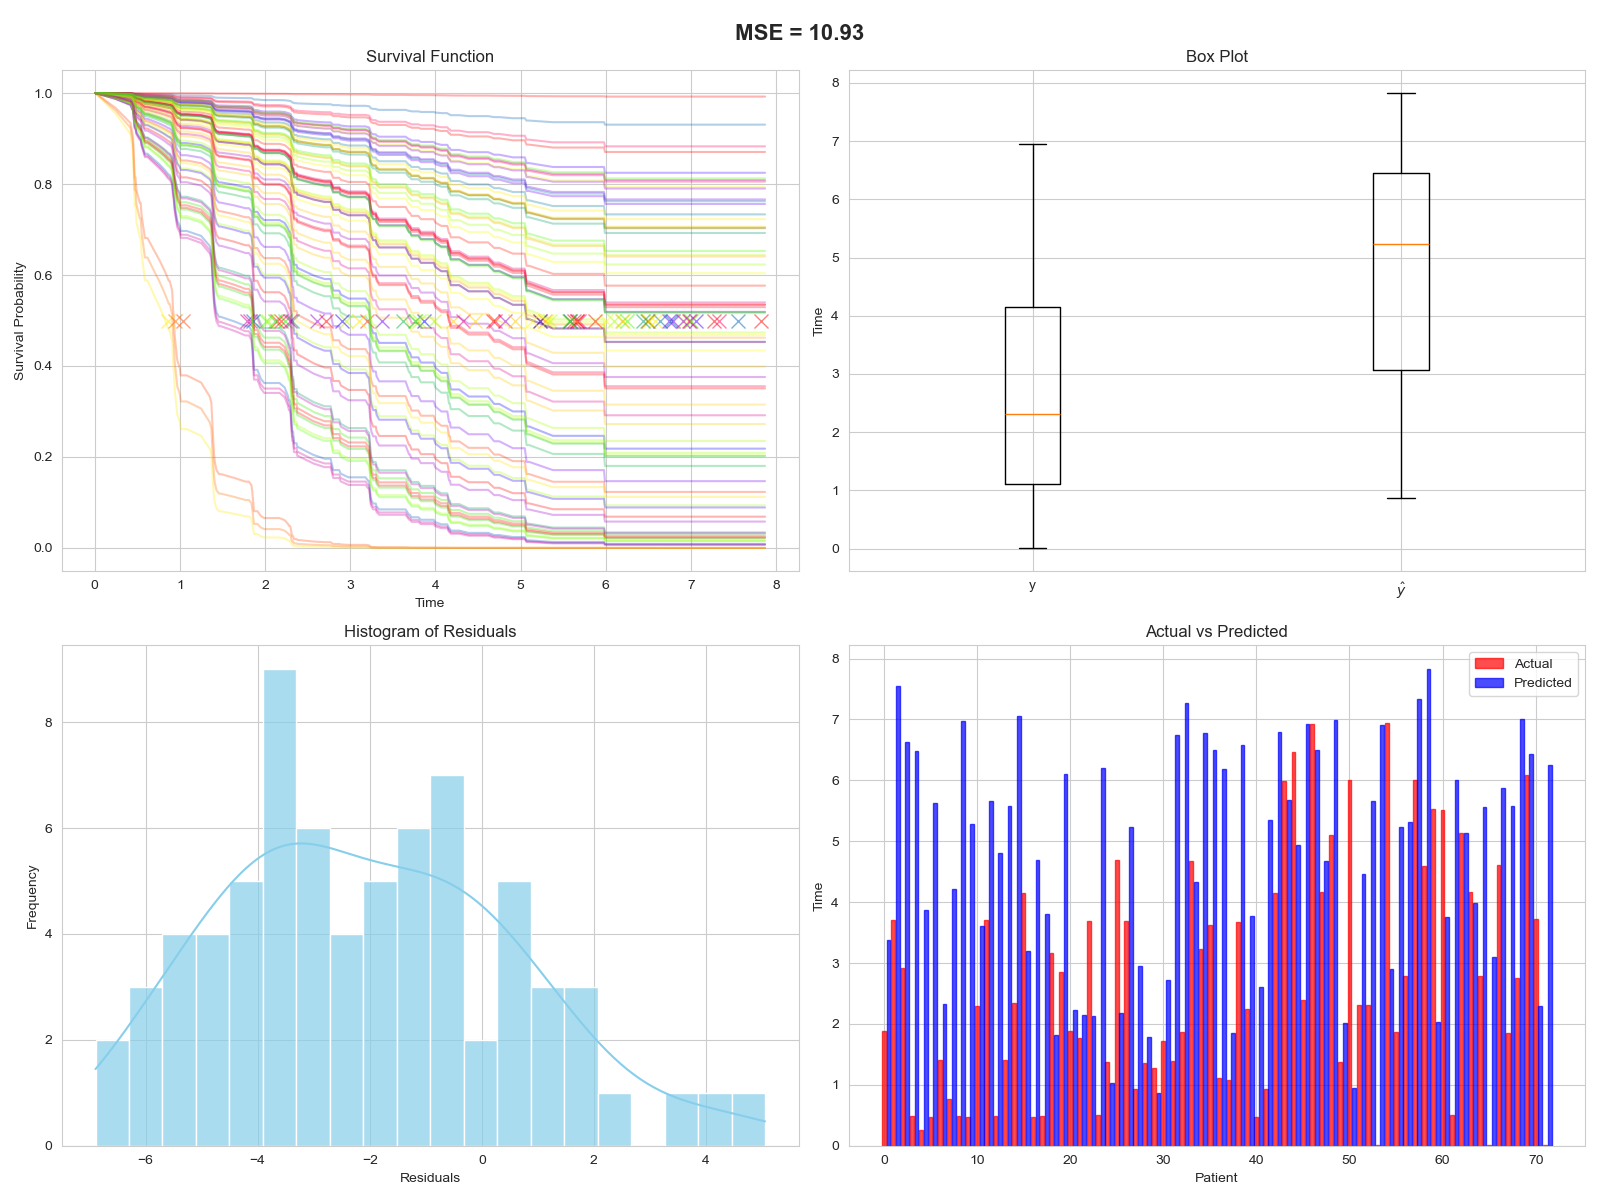 MSE = 10.93
Survival Function
Survival Probability
1.0
0.8
0.6
0.4
0.2
0.0
0 1 2 3 4 5 6 7 8
Time
Box Plot
Time
8
7
6
5
4
3
2
1
0
y ŷ
Histogram of Residuals
Frequency
8
6
4
2
0
−6 −4 −2 0 2 4
Residuals
Actual vs Predicted
Time
8
7
6
5
4
3
2
1
0
Actual
Predicted
0 10 20 30 40 50 60 70
Patient